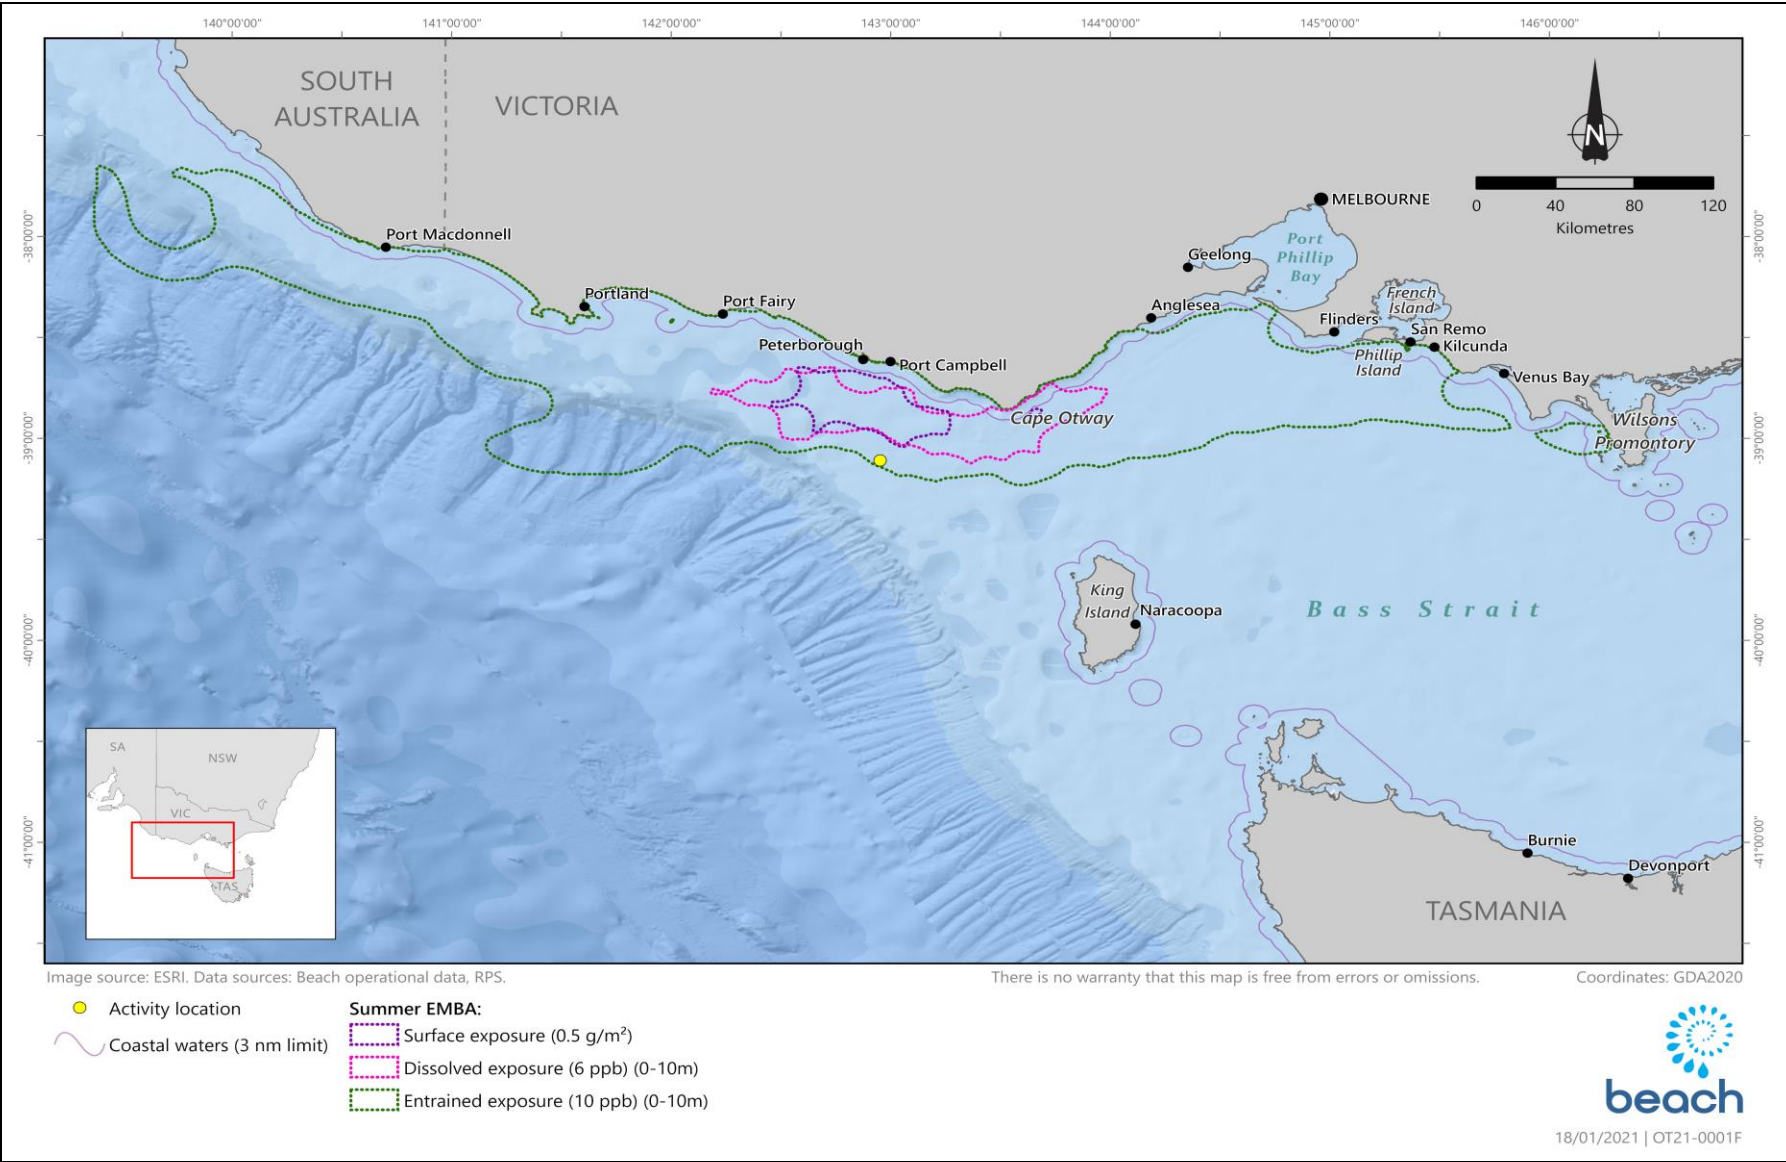 140°00'00" 141°00'00" 142°00'00" 143°00'00" 144°00'00" 145°00'00" 146°00'00"
SOUTH
AUSTRALIA
VICTORIA
N
0 40 80 120
Kilometres
MELBOURNE
Port
Phillip
Bay
Geelong
French
Island
Port Macdonnell
Portland
Port Fairy
Anglesea
Flinders
San Remo
Kilcunda
Phillip
Island
Peterborough
Port Campbell
Venus Bay
Cape Otway
Wilsons
Promontory
King
Island
Naracoopa
Bass Strait
Burnie
Devonport
TASMANIA
-38°00'00"
-39°00'00"
-40°00'00"
-41°00'00"
-38°00'00"
-39°00'00"
-40°00'00"
-41°00'00"
SA
NSW
VIC
TAS
Image source: ESRI. Data sources: Beach operational data, RPS.
There is no warranty that this map is free from errors or omissions.
Coordinates: GDA2020
Activity location
Coastal waters (3 nm limit)
Summer EMBA:
Surface exposure (0.5 g/m²)
Dissolved exposure (6 ppb) (0-10m)
Entrained exposure (10 ppb) (0-10m)
beach
18/01/2021 | OT21-0001F